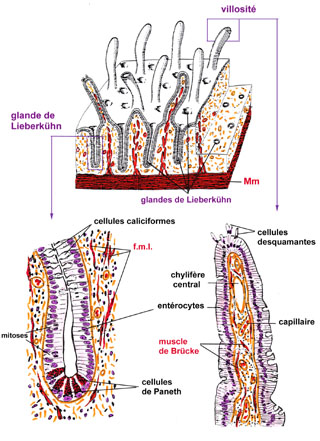 villosité
glande de
Lieberkühn
Mm
glandes de Lieberkühn
cellules caliciformes
f.m.l.
cellules
desquamantes
chylifère
central
entérocytes
capillaire
mitoses
muscle
de Brücke
cellules
de Paneth